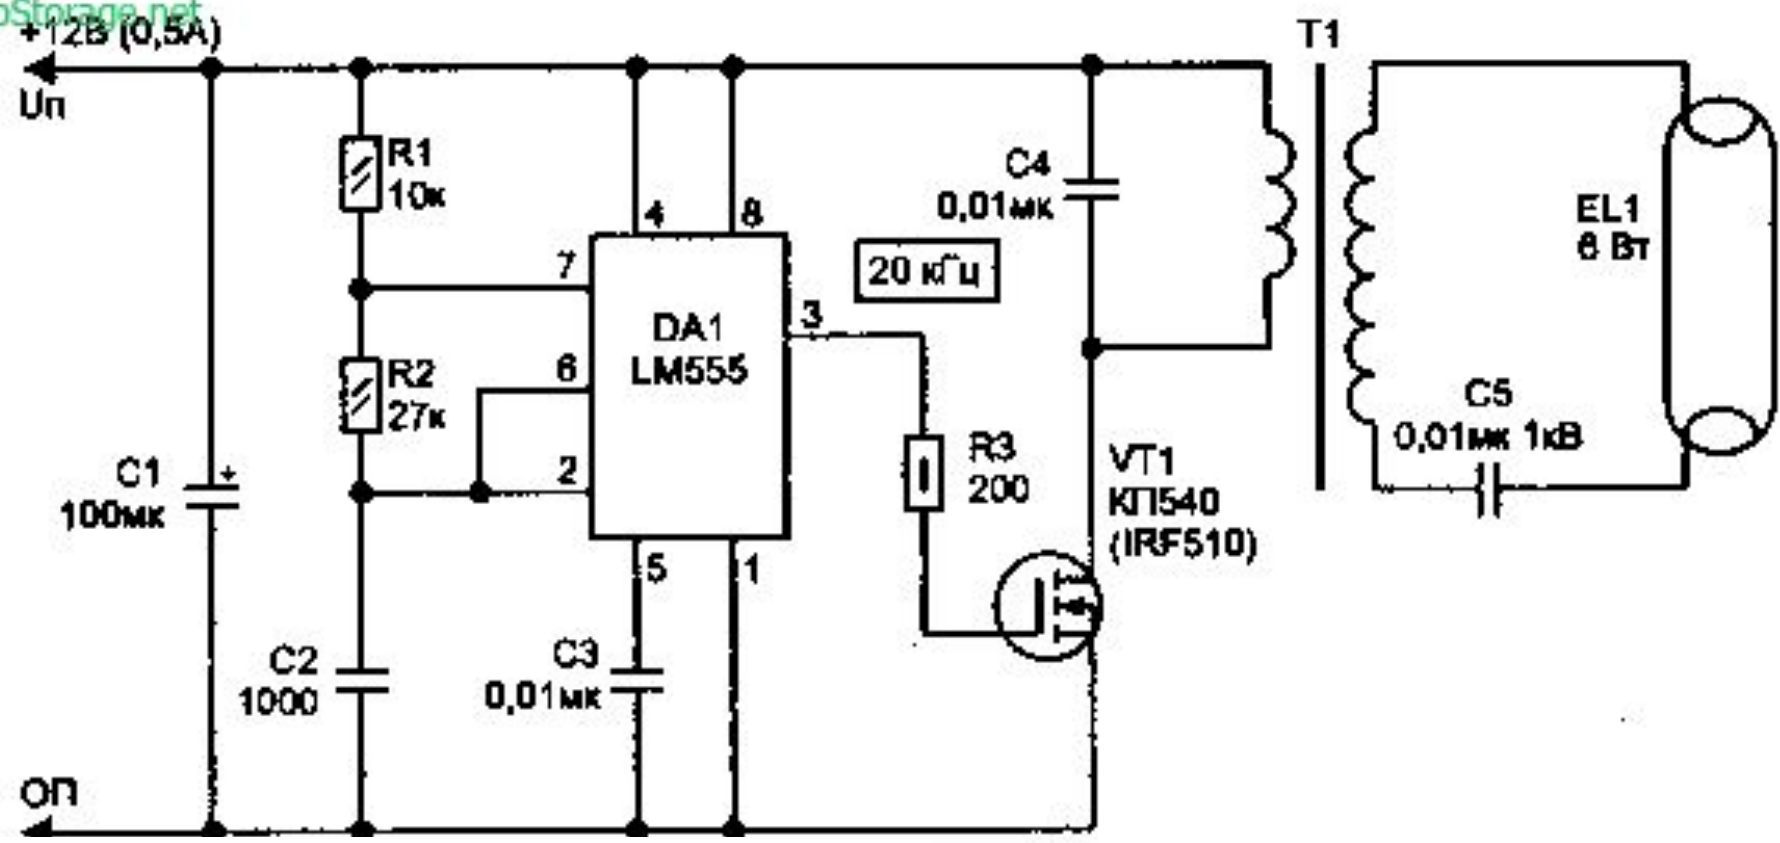 +12В (0,5А)
Uп
T1
R1
10к
C4
0,01мк
4
8
EL1
6 Вт
7
20 кГц
3
DA1
LM555
6
R2
27к
C5
0,01мк 1кВ
2
C1
+
100мк
R3
200
VT1
КП540
(IRF510)
5
1
C2
1000
C3
0,01мк
ОП